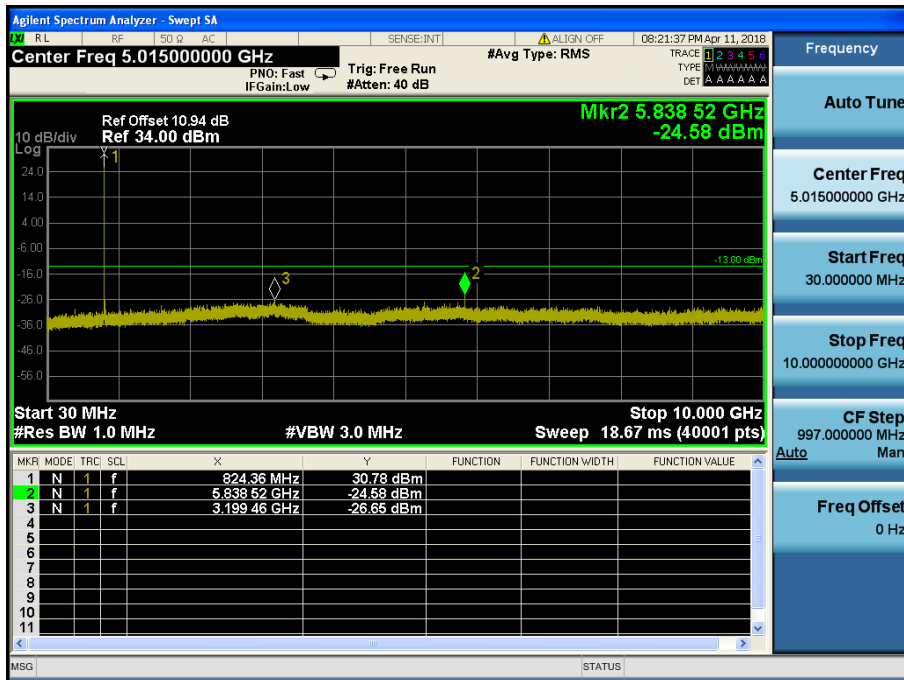 Agilent Spectrum Analyzer - Swept SA
LXI RL RF 50 Ω AC SENSE:INT ALIGN OFF 08:21:37 PM Apr 11, 2018
Center Freq 5.015000000 GHz #Avg Type: RMS TRACE 1 2 3 4 5 6
PNO: Fast Trig: Free Run TYPE M WWWWW
IFGain:Low #Atten: 40 dB DET A A A A A A
Mkr2 5.838 52 GHz
-24.58 dBm
Ref Offset 10.94 dB
10 dB/div Ref 34.00 dBm
Log
1
24.0
14.0
4.00
-6.00
-13.00 dBm
-16.0
3
2
-26.0
-36.0
-46.0
-56.0
Start 30 MHz Stop 10.000 GHz
#Res BW 1.0 MHz #VBW 3.0 MHz Sweep 18.67 ms (40001 pts)
MKR MODE TRC SCL X Y FUNCTION FUNCTION WIDTH FUNCTION VALUE
1 N 1 f 824.36 MHz 30.78 dBm
2 N 1 f 5.838 52 GHz -24.58 dBm
3 N 1 f 3.199 46 GHz -26.65 dBm
4
5
6
7
8
9
10
11
MSG STATUS
Frequency
Auto Tune
Center Freq
5.015000000 GHz
Start Freq
30.000000 MHz
Stop Freq
10.000000000 GHz
CF Step
997.000000 MHz
Auto Man
Freq Offset
0 Hz